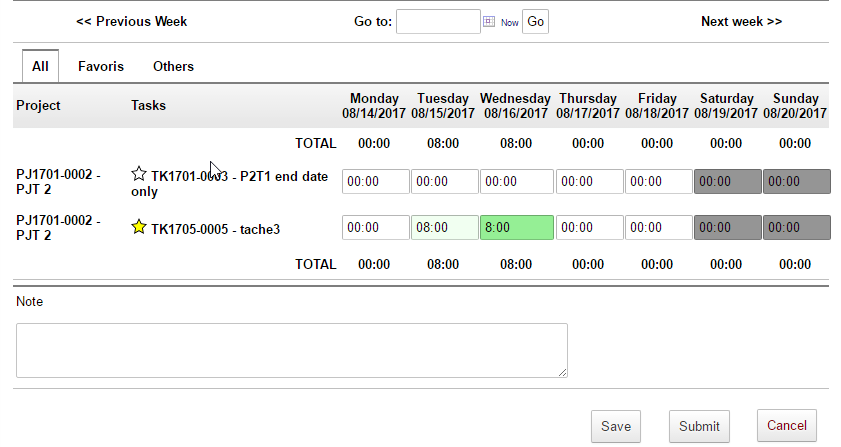 << Previous Week Go to: Now Go Next week >>
All Favoris Others
Project Tasks Monday Tuesday Wednesday Thursday Friday Saturday Sunday
08/14/2017 08/15/2017 08/16/2017 08/17/2017 08/18/2017 08/19/2017 08/20/2017
TOTAL 00:00 08:00 08:00 00:00 00:00 00:00 00:00
PJ1701-0002 - TK1701-0003 - P2T1 end date
PJT 2 only 00:00 00:00 00:00 00:00 00:00 00:00 00:00
PJ1701-0002 -
PJT 2 TK1705-0005 - tache3 00:00 08:00 8:00 00:00 00:00 00:00 00:00
TOTAL 00:00 08:00 08:00 00:00 00:00 00:00 00:00
Note
Save Submit Cancel